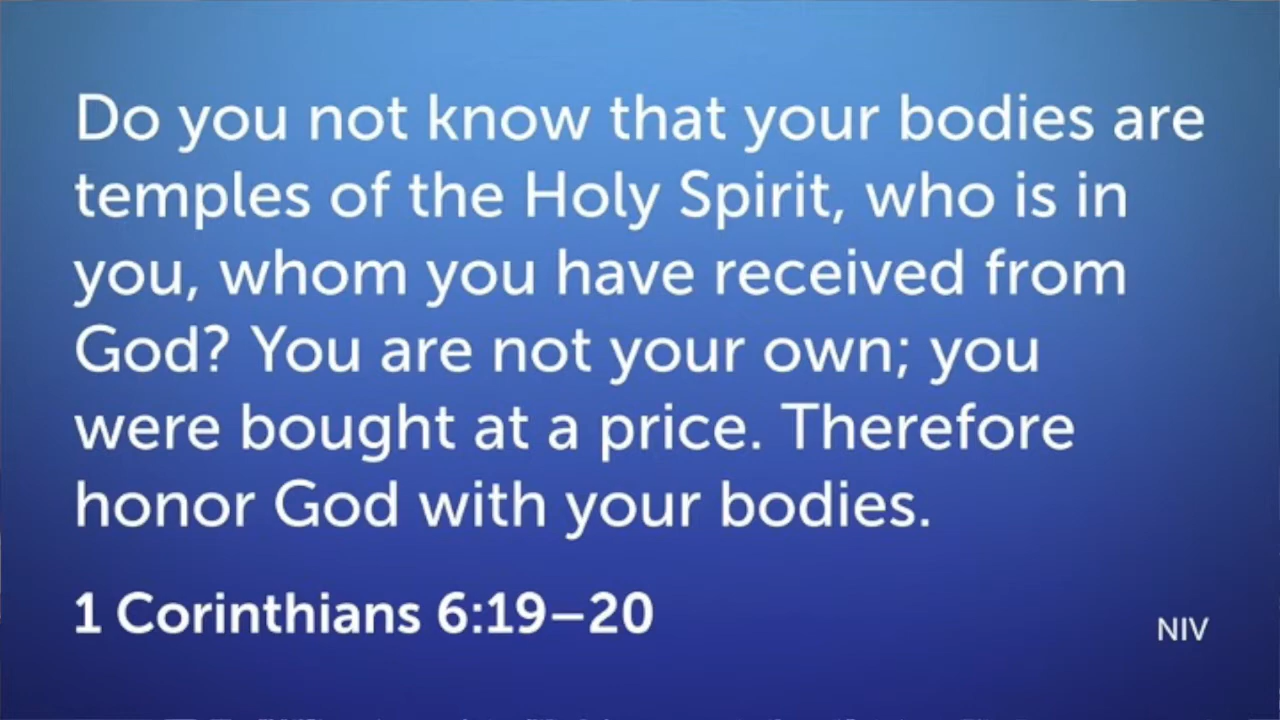 Do you not know that your bodies are
temples of the Holy Spirit, who is in
you, whom you have received from
God? You are not your own; you
were bought at a price. Therefore
honor God with your bodies.
1 Corinthians 6:19–20
NIV